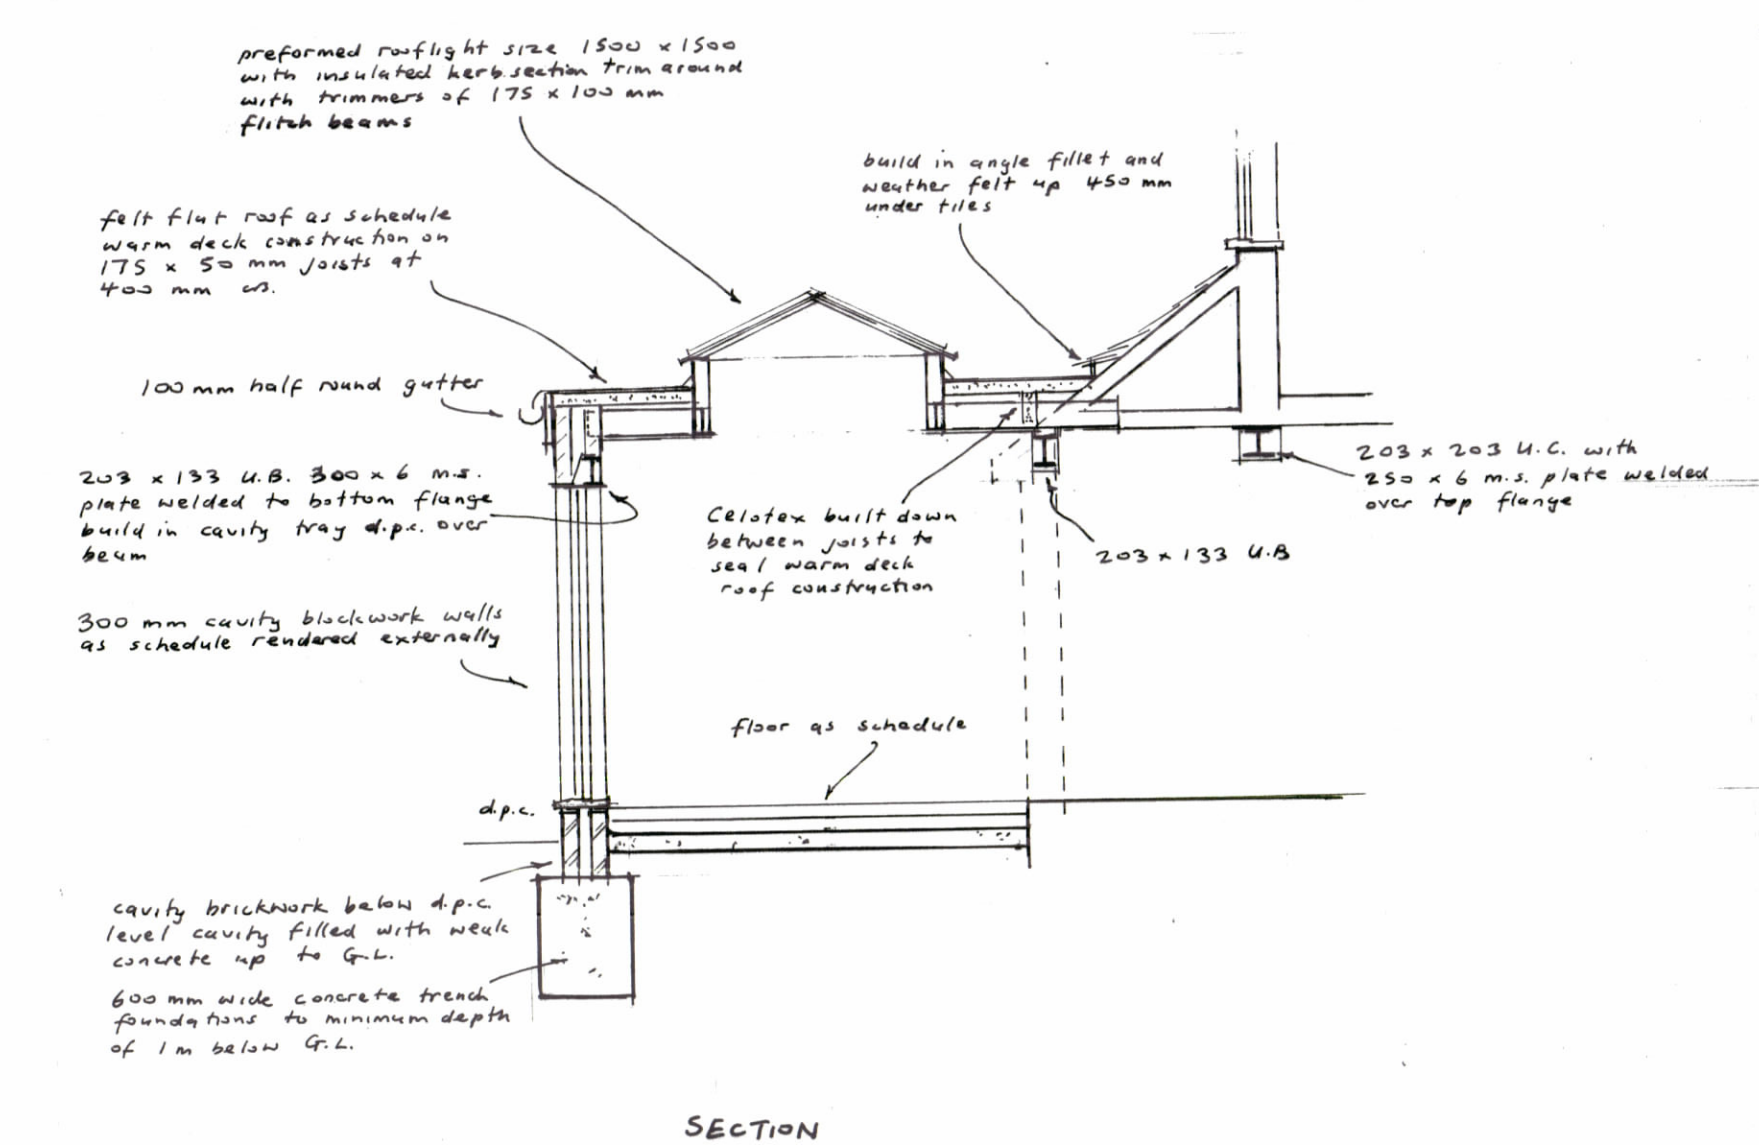 preformed rooflight size 1500 x 1500
with insulated kerb section trim around
with trimmers of 175 x 100 mm
flitch beams
build in angle fillet and
weather felt up 450 mm
under tiles
felt flat roof as schedule
warm deck construction on
175 x 50 mm joists at
400 mm crs.
100 mm half round gutter
203 x 133 U.B. 300 x 6 m.s.
plate welded to bottom flange
build in cavity tray d.p.c. over
beam
203 x 203 U.C. with
250 x 6 m.s. plate welded
over top flange
Celotex built down
between joists to
seal warm deck
roof construction
203 x 133 U.B
300 mm cavity blockwork walls
as schedule rendered externally
floor as schedule
d.p.c.
cavity brickwork below d.p.c.
level cavity filled with weak
concrete up to G.L.
600 mm wide concrete trench
foundations to minimum depth
of 1 m below G.L.
SECTION